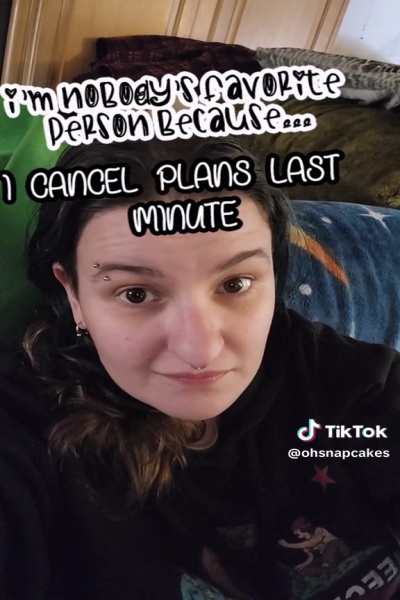 i'm nobody's favorite
person because...
I CANCEL PLANS LAST
MINUTE
TikTok
@ohsnapcakes